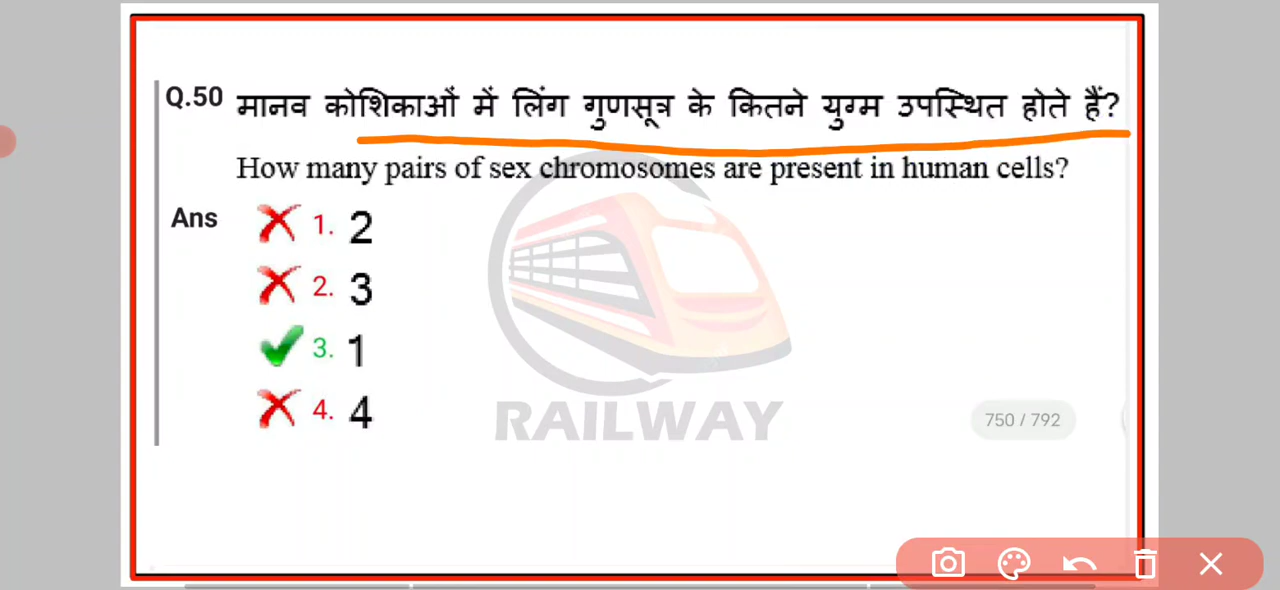 Q.50 मानव कोशिकाओं में लिंग गुणसूत्र के कितने युग्म उपस्थित होते हैं?
How many pairs of sex chromosomes are present in human cells?
Ans 1. 2
2. 3
3. 1
4. 4
RAILWAY
750 / 792